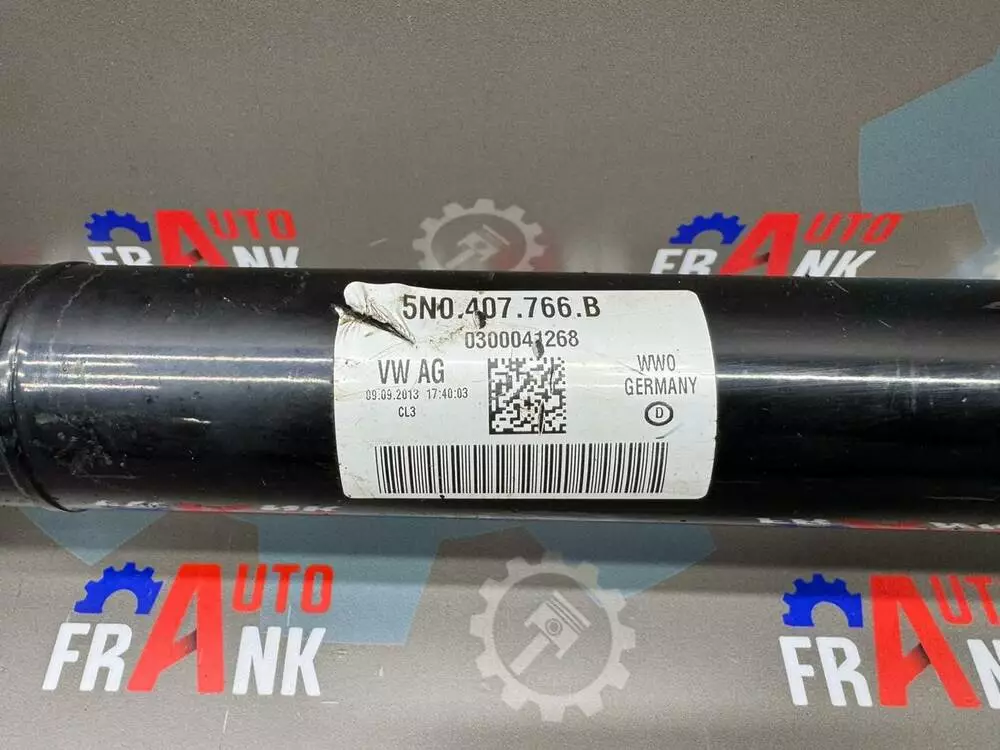 AUTO
FRANK
AUTO
FRANK
5N0.407.766.B
0300041268
VW AG
09.09.2013 17:40:03
CL3
WWO
GERMANY
D
AUTO
FRANK
AUTO
FRANK